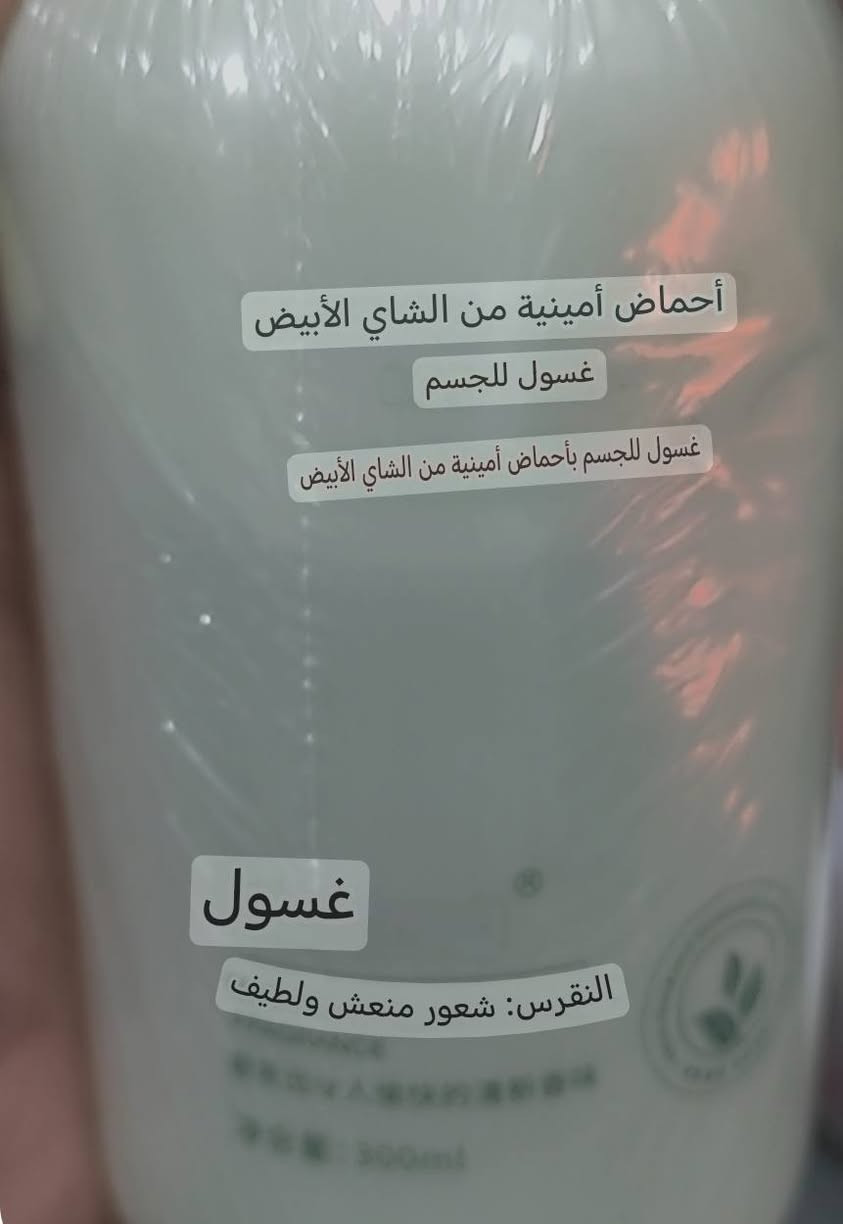 أحماض أمينية من الشاي الأبيض
غسول للجسم
غسول للجسم بأحماض أمينية من الشاي الأبيض
®
غسول
النقرس: شعور منعش ولطيف
300ml